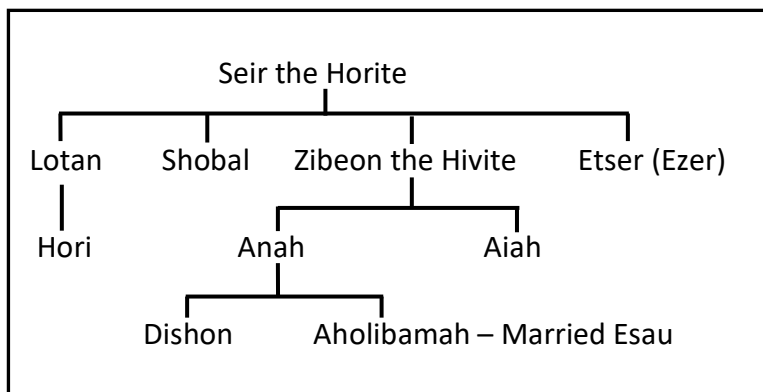 Seir the Horite
Lotan Shobal Zibeon the Hivite Etser (Ezer)
Hori Anah Aiah
Dishon Aholibamah – Married Esau